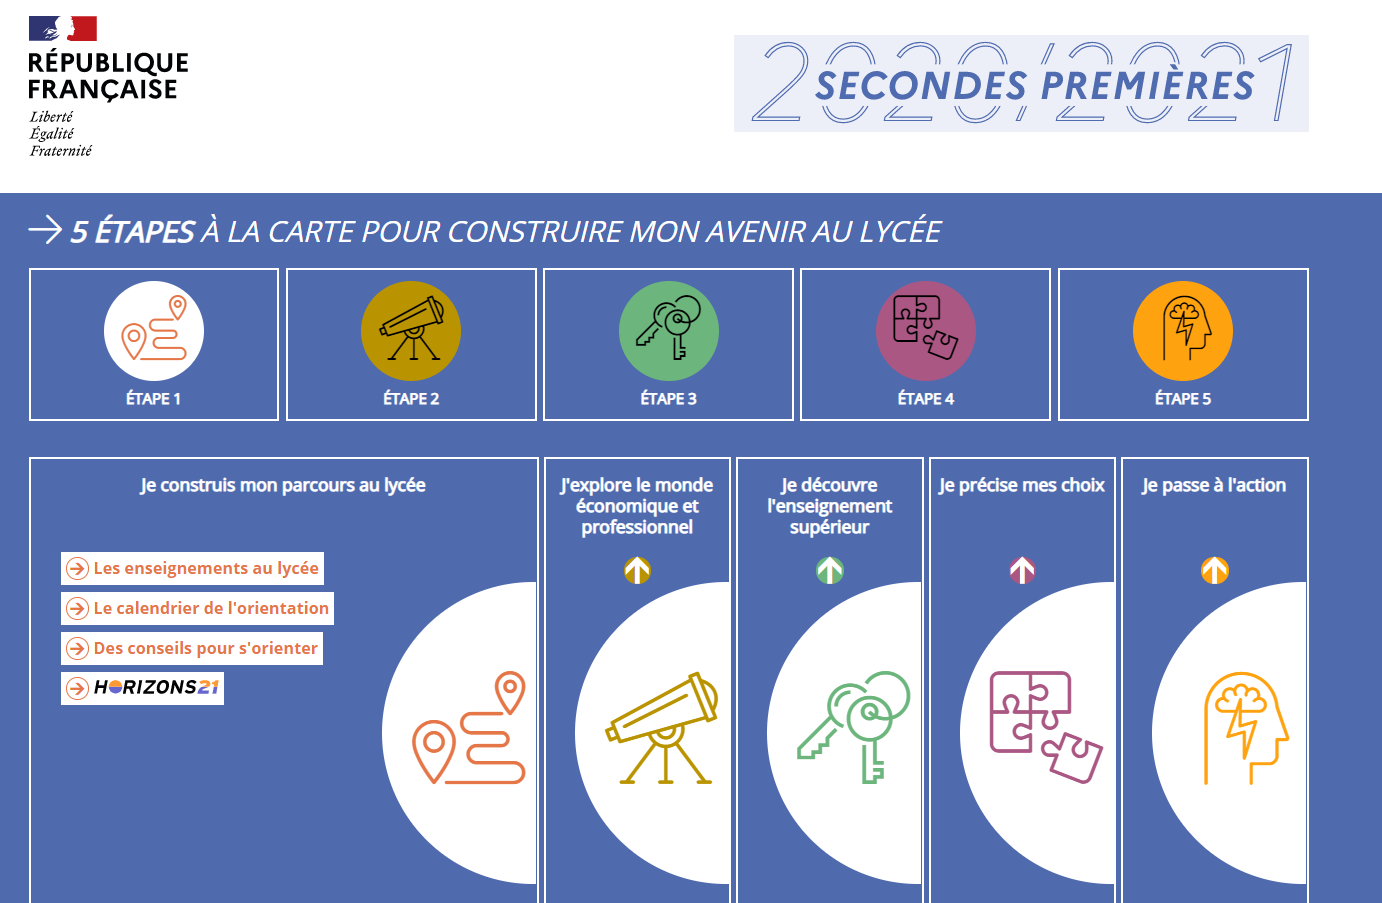 RÉPUBLIQUE
FRANÇAISE
Liberté
Égalité
Fraternité
2020/2021
SECONDES PREMIÈRES
5 ÉTAPES À LA CARTE POUR CONSTRUIRE MON AVENIR AU LYCÉE
ÉTAPE 1
ÉTAPE 2
ÉTAPE 3
ÉTAPE 4
ÉTAPE 5
Je construis mon parcours au lycée
Les enseignements au lycée
Le calendrier de l'orientation
Des conseils pour s'orienter
HORIZONS21
J'explore le monde
économique et
professionnel
Je découvre
l'enseignement
supérieur
Je précise mes choix
Je passe à l'action